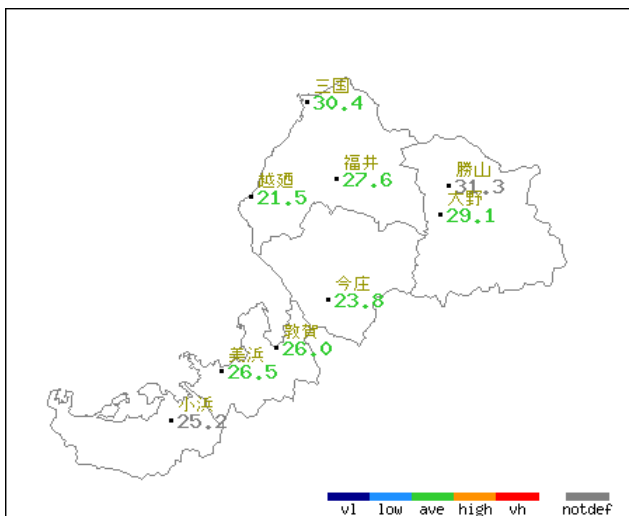 三国
30.4
福井
27.6
越廼
21.5
勝山
31.3
大野
29.1
今庄
23.8
敦賀
26.0
美浜
26.5
小浜
25.2
vl low ave high vh notdef